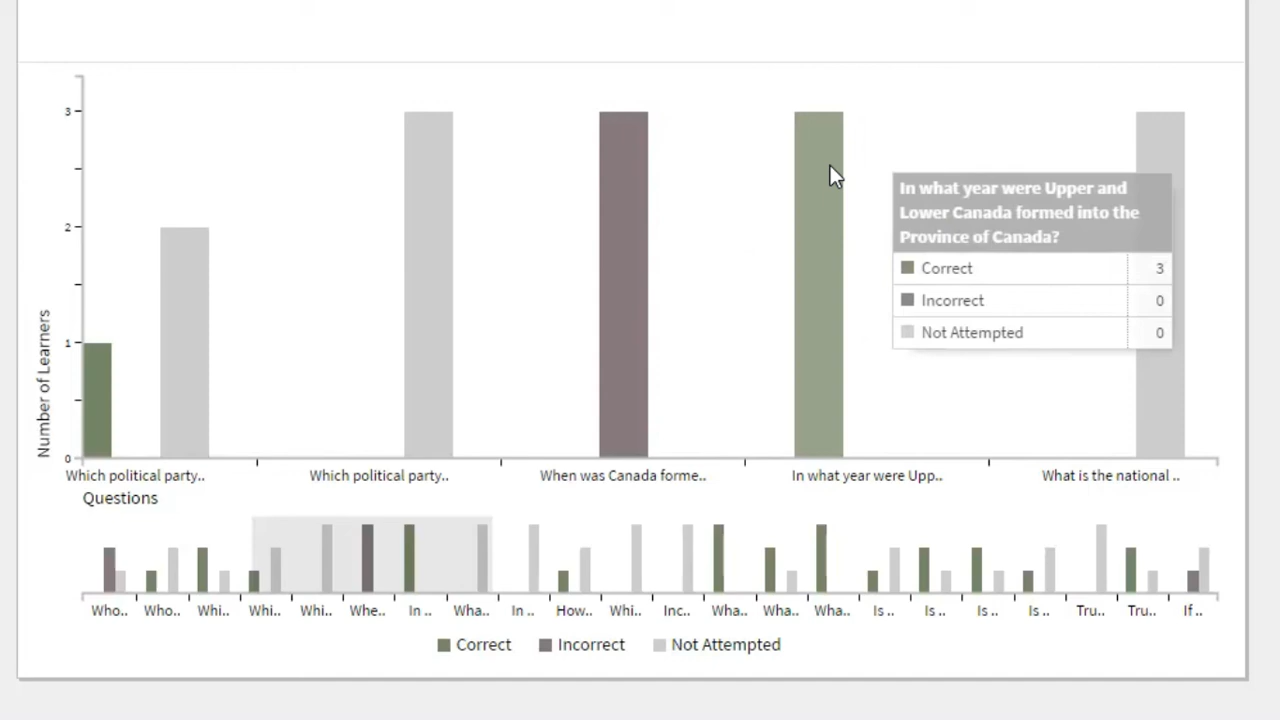 3
2
1
0
Number of Learners
In what year were Upper and
Lower Canada formed into the
Province of Canada?
Correct 3
Incorrect 0
Not Attempted 0
Which political party.. Which political party.. When was Canada forme.. In what year were Upp.. What is the national ..
Questions
Who.. Who.. Whi.. Whi.. Whi.. Whe.. In .. Wha.. In .. How.. Whi.. Inc.. Wha.. Wha.. Wha.. Is .. Is .. Is .. Is .. Tru.. Tru.. If ..
Correct Incorrect Not Attempted